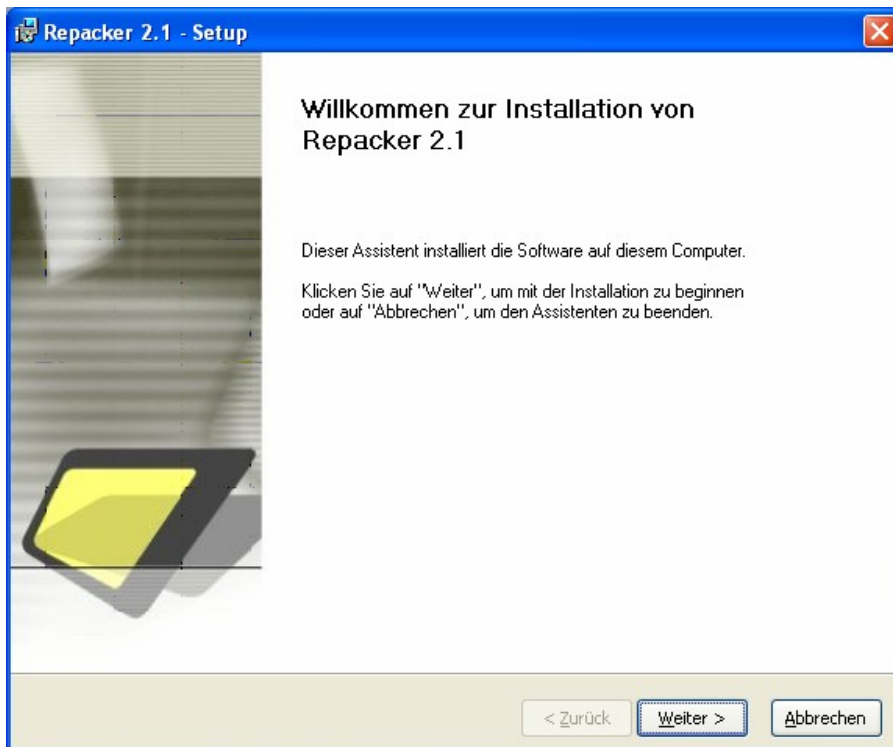 Repacker 2.1 - Setup
Willkommen zur Installation von
Repacker 2.1
Dieser Assistent installiert die Software auf diesem Computer.
Klicken Sie auf "Weiter", um mit der Installation zu beginnen
oder auf "Abbrechen", um den Assistenten zu beenden.
< Zurück
Weiter >
Abbrechen